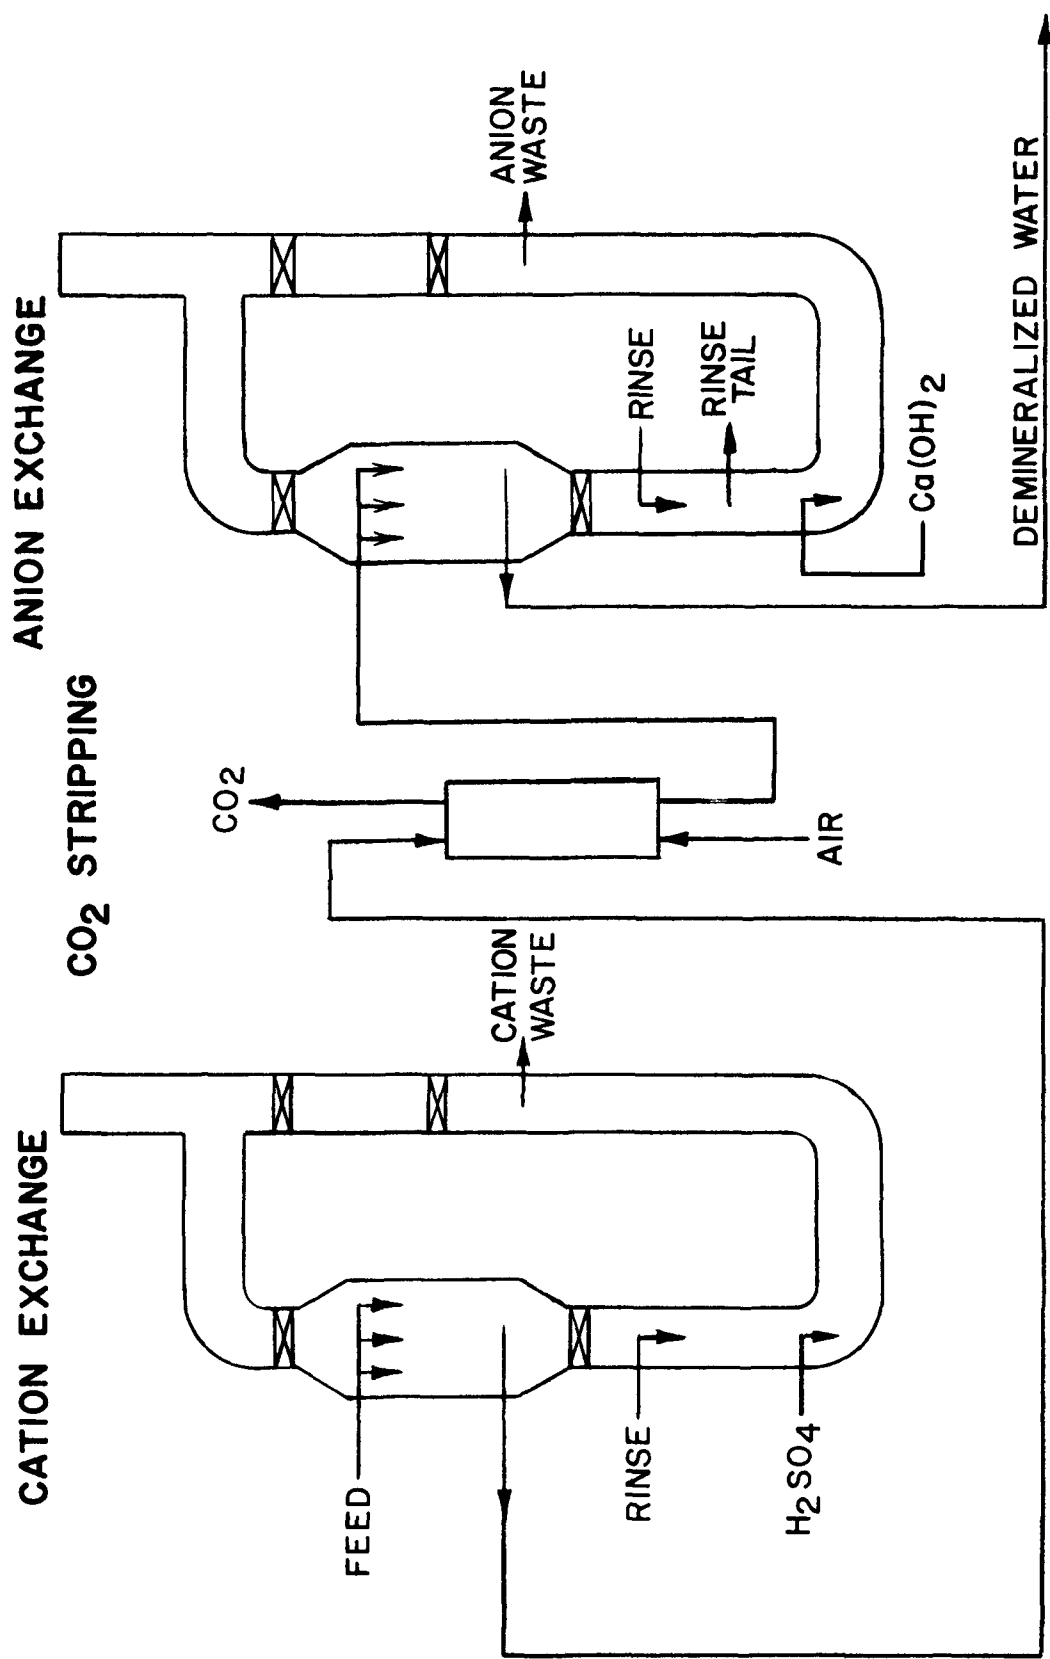 CATION EXCHANGE
CO2 STRIPPING
ANION EXCHANGE
FEED
RINSE
H2SO4
CATION
WASTE
CO2
AIR
RINSE
RINSE
TAIL
Ca(OH)2
ANION
WASTE
DEMINERALIZED WATER